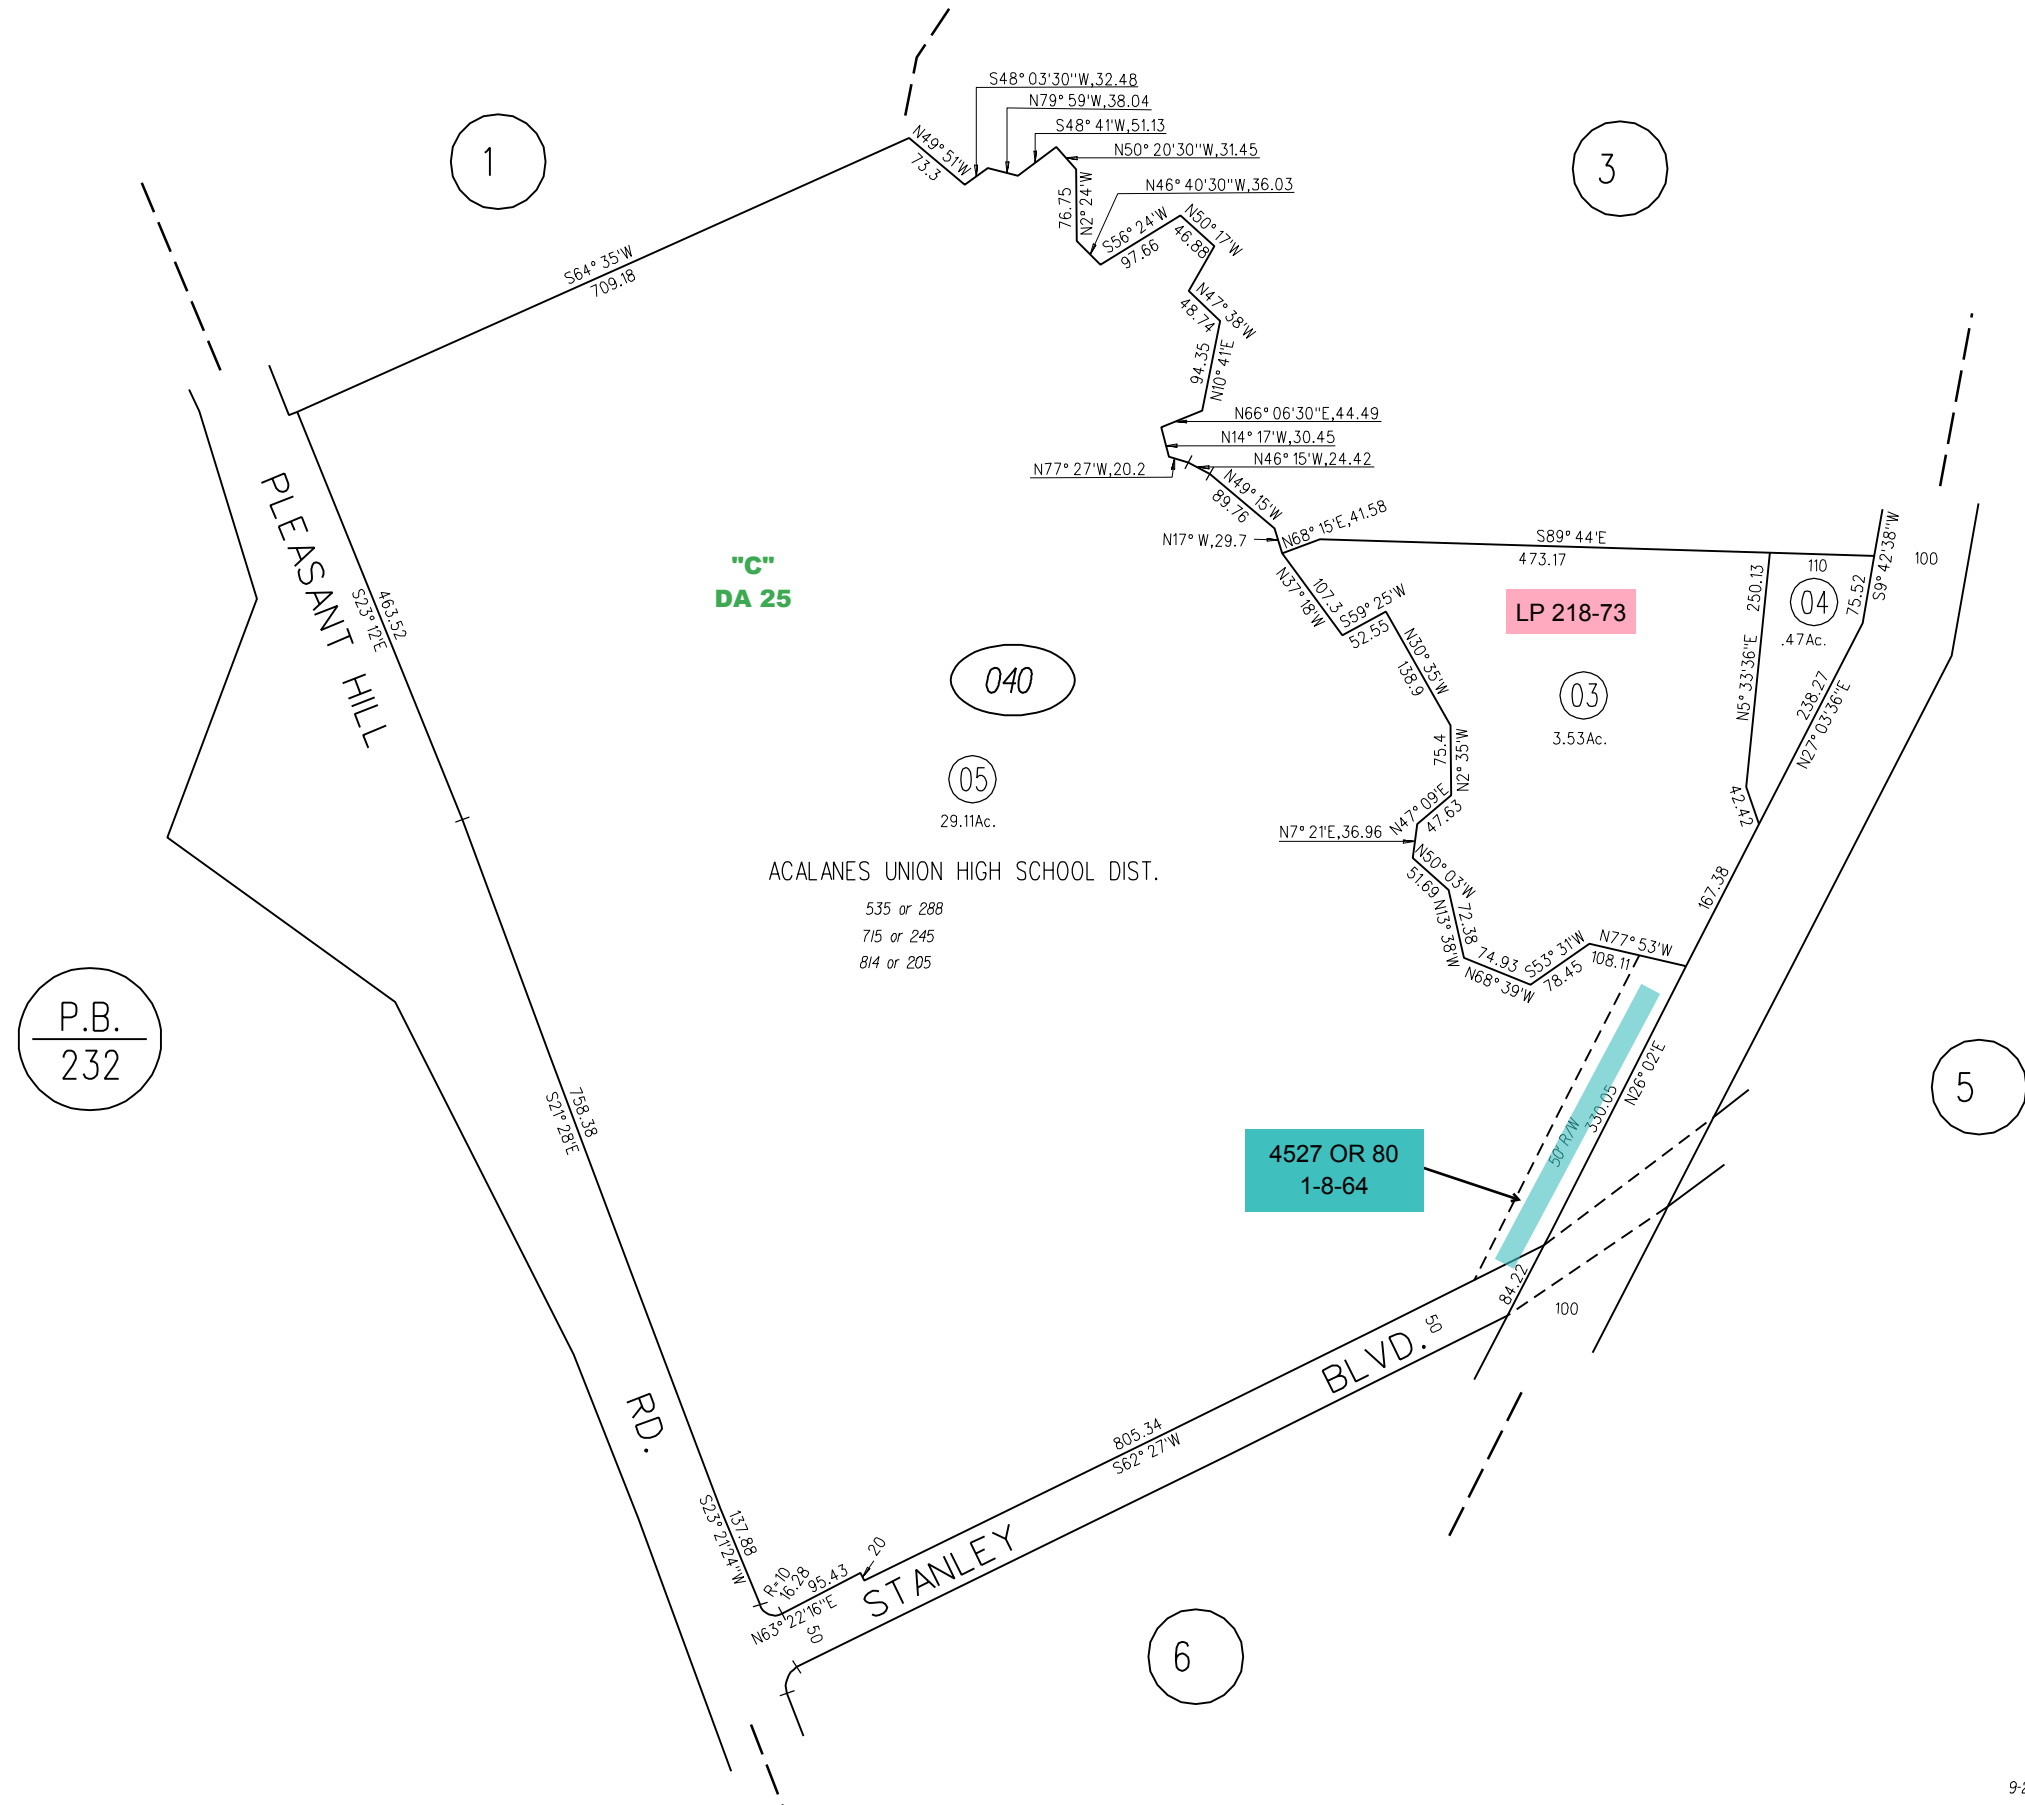 S48° 03'30"W,32.48
N79° 59'W,38.04
S48° 41'W,51.13
N50° 20'30"W,31.45
N46° 40'30"W,36.03
1
3
N49° 51'W
73.3
76.75
N2° 24'W
S56° 24'W
97.66
N50° 17'W
46.88
S64° 35'W
709.18
N47° 38'W
48.74
94.35
N10° 41'E
N66° 06'30"E,44.49
N14° 17'W,30.45
N46° 15'W,24.42
N77° 27'W,20.2
N49° 15'W
89.76
N17° W,29.7
N68° 15'E,41.58
S89° 44'E
473.17
110
100
S9° 42'38"W
75.52
250.13
N5° 33'36"E
04
.47Ac.
"C"
DA 25
LP 218-73
PLEASANT HILL
463.52
S23° 12'E
107.3
N37° 18'W
S59° 25'W
52.55
N30° 35'W
138.9
040
03
3.53Ac.
238.27
N27° 03'36"E
75.4
N2° 35'W
05
29.11Ac.
42.42
N47° 09'E
47.63
N7° 21'E,36.96
ACALANES UNION HIGH SCHOOL DIST.
535 or 288
715 or 245
814 or 205
N50° 03'W
51.69
72.38
N13° 38'W
167.38
74.93
N68° 39'W
S53° 31'W
78.45
N77° 53'W
108.11
P.B.
232
5
758.38
S21° 28'E
330.05
N26° 02'E
50' R/W
4527 OR 80
1-8-64
84.22
100
50
BLVD.
RD.
805.34
S62° 27'W
137.88
S23° 21'24"W
R=10
16.28
95.43
20
N63° 22'16"E
50
STANLEY
6